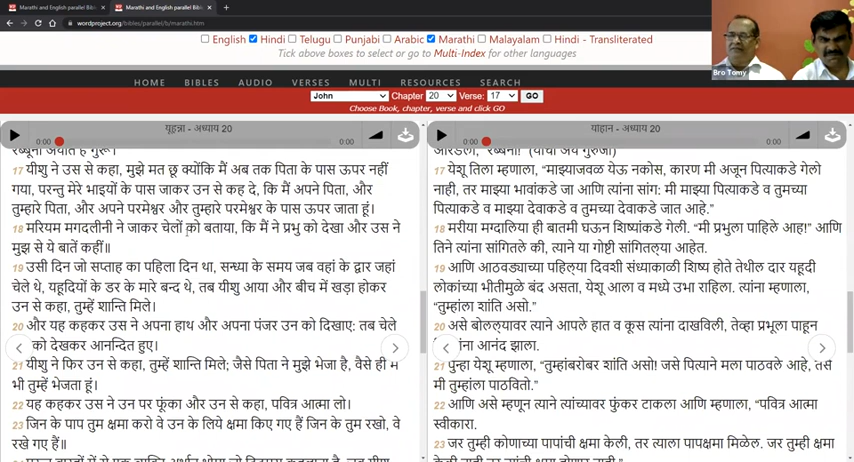 Marathi and English parallel Bibl
Marathi and English parallel Bibl
wordproject.org/bibles/parallel/b/marathi.htm
English Hindi Telugu Punjabi Arabic Marathi Malayalam Hindi - Transliterated
Tick above boxes to select or go to Multi-Index for other languages
Bro Tomy
HOME BIBLES AUDIO VERSES MULTI RESOURCES SEARCH
John Chapter 20 Verse: 17 GO
Choose Book, chapter, verse and click GO
यूहन्ना - अध्याय 20
0:00 0:00
रब्बूनी अर्थात हे गुरू।
17 यीशु ने उस से कहा, मुझे मत छू क्योंकि मैं अब तक पिता के पास ऊपर नहीं
गया, परन्तु मेरे भाइयों के पास जाकर उन से कह दे, कि मैं अपने पिता, और
तुम्हारे पिता, और अपने परमेश्वर और तुम्हारे परमेश्वर के पास ऊपर जाता हूं।
18 मरियम मगदलीनी ने जाकर चेलों को बताया, कि मैं ने प्रभु को देखा और उस ने
मुझ से ये बातें कहीं॥
19 उसी दिन जो सप्ताह का पहिला दिन था, सन्ध्या के समय जब वहां के द्वार जहां
चेले थे, यहूदियों के डर के मारे बन्द थे, तब यीशु आया और बीच में खड़ा होकर
उन से कहा, तुम्हें शान्ति मिले।
20 और यह कहकर उस ने अपना हाथ और अपना पंजर उन को दिखाए: तब चेले
को देखकर आनन्दित हुए।
21 यीशु ने फिर उन से कहा, तुम्हें शान्ति मिले; जैसे पिता ने मुझे भेजा है, वैसे ही मैं
भी तुम्हें भेजता हूं।
22 यह कहकर उस ने उन पर फूंका और उन से कहा, पवित्र आत्मा लो।
23 जिन के पाप तुम क्षमा करो वे उन के लिये क्षमा किए गए हैं जिन के तुम रखो, वे
रखे गए हैं॥
योहान - अध्याय 20
0:00 0:00
17 येशू तिला म्हणाला, “माझ्याजवळ येऊ नकोस, कारण मी अजून पित्याकडे गेलो
नाही, तर माझ्या भावांकडे जा आणि त्यांना सांग: मी माझ्या पित्याकडे व तुमच्या
पित्याकडे व माझ्या देवाकडे व तुमच्या देवाकडे जात आहे.”
18 मरीया मग्दालिया ही बातमी घऊन शिष्यांकडे गेली. “मी प्रभुला पाहिले आह!” आणि
तिने त्यांना सांगितले की, त्याने या गोष्टी सांगितल्या आहेत.
19 आणि आठवड्याच्या पहिल्या दिवशी संध्याकाळी शिष्य होते तेथील दार यहूदी
लोकांच्या भीतीमुळे बंद असता, येशू आला व मध्ये उभा राहिला. त्यांना म्हणाला,
“तुम्हांला शांति असो.”
20 असे बोलल्यावर त्याने आपले हात व कूस त्यांना दाखविली, तेव्हा प्रभूला पाहून
आनंद झाला.
21 पुन्हा येशू म्हणाला, “तुम्हांबरोबर शांति असो! जसे पित्याने मला पाठवले आहे, तसे
मी तुम्हांला पाठवितो.”
22 आणि असे म्हणून त्याने त्यांच्यावर फुंकर टाकला आणि म्हणाला, “पवित्र आत्मा
स्वीकारा.
23 जर तुम्ही कोणाच्या पापांची क्षमा केली, तर त्याला पापक्षमा मिळेल. जर तुम्ही क्षमा